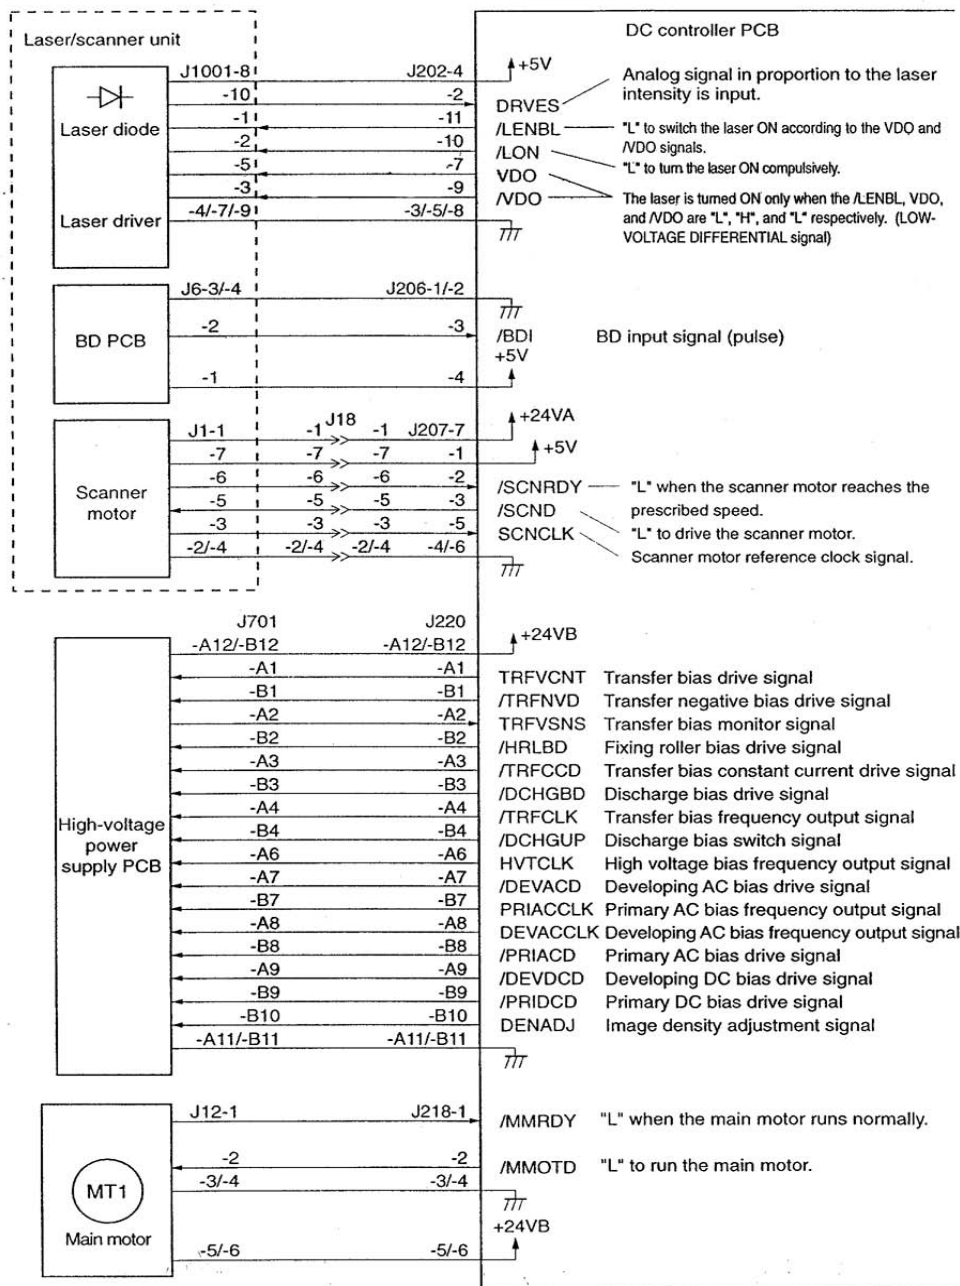 DC controller PCB
Laser/scanner unit
J1001-8 J202-4 +5V
Analog signal in proportion to the laser
intensity is input.
-10 -2 DRVES
Laser diode
-1 -11 /LENBL "L" to switch the laser ON according to the VDO and
/VDO signals.
-2 -10 /LON "L" to turn the laser ON compulsively.
-5 -7 VDO
-3 -9 /VDO The laser is turned ON only when the /LENBL, VDO,
and /VDO are "L", "H", and "L" respectively. (LOW-
VOLTAGE DIFFERENTIAL signal)
Laser driver -4/-7/-9 -3/-5/-8
J6-3/-4 J206-1/-2
BD PCB -2 -3 /BDI BD input signal (pulse)
+5V
-1 -4
J18 +24VA
J1-1 -1 -1 J207-7
-7 -7 -7 -1 +5V
Scanner
motor
-6 -6 -6 -2 /SCNRDY "L" when the scanner motor reaches the
prescribed speed.
-5 -5 -5 -3 /SCND "L" to drive the scanner motor.
-3 -3 -3 -5 SCNCLK Scanner motor reference clock signal.
-2/-4 -2/-4 -2/-4 -4/-6
J701 J220
-A12/-B12 -A12/-B12 +24VB
-A1 -A1 TRFVCNT Transfer bias drive signal
-B1 -B1 /TRFNVD Transfer negative bias drive signal
-A2 -A2 TRFVSNS Transfer bias monitor signal
-B2 -B2 /HRLBD Fixing roller bias drive signal
-A3 -A3 /TRFCCD Transfer bias constant current drive signal
-B3 -B3 /DCHGBD Discharge bias drive signal
-A4 -A4 /TRFCLK Transfer bias frequency output signal
High-voltage
power
supply PCB
-B4 -B4 /DCHGUP Discharge bias switch signal
-A6 -A6 HVTCLK High voltage bias frequency output signal
-A7 -A7 /DEVACD Developing AC bias drive signal
-B7 -B7 PRIACCLK Primary AC bias frequency output signal
-A8 -A8 DEVACCLK Developing AC bias frequency output signal
-B8 -B8 /PRIACD Primary AC bias drive signal
-A9 -A9 /DEVDCD Developing DC bias drive signal
-B9 -B9 /PRIDCD Primary DC bias drive signal
-B10 -B10 DENADJ Image density adjustment signal
-A11/-B11 -A11/-B11
J12-1 J218-1 /MMRDY "L" when the main motor runs normally.
-2 -2 /MMOTD "L" to run the main motor.
MT1 -3/-4 -3/-4
+24VB
Main motor
-5/-6 -5/-6